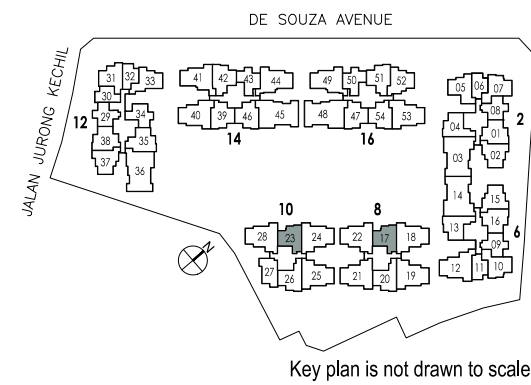 DE SOUZA AVENUE
JALAN JURONG KECHIL
31 32 33
30
29 34
12
38 35
37 36
41 42 43 44
40 39 46 45
14
49 50 51 52
48 47 54 53
16
05 06 07
08
04 01
2
03 02
14 15
13 16
6
09
12 11 10
10
28 23 24
27 26 25
8
22 17 18
21 20 19
N
Key plan is not drawn to scale